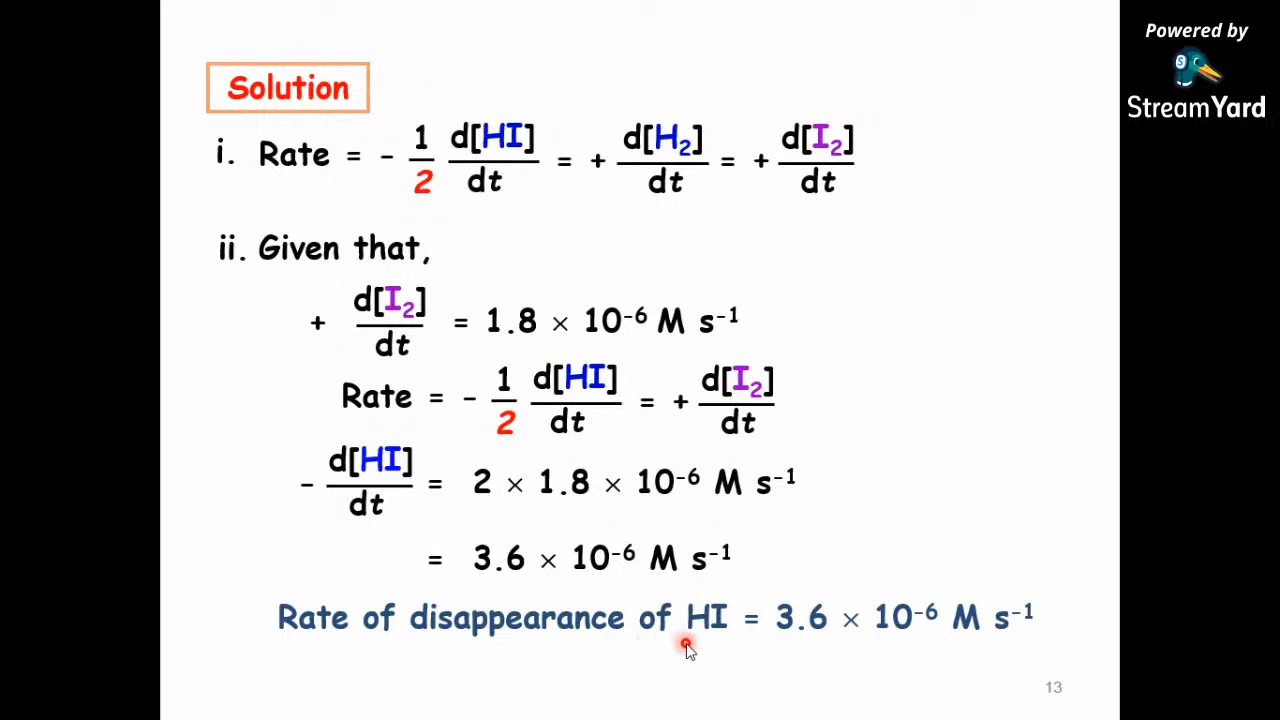 Powered by
StreamYard
Solution
i. Rate = - 1/2 d[HI]/dt = + d[H₂]/dt = + d[I₂]/dt
ii. Given that,
+ d[I₂]/dt = 1.8 × 10⁻⁶ M s⁻¹
Rate = - 1/2 d[HI]/dt = + d[I₂]/dt
- d[HI]/dt = 2 × 1.8 × 10⁻⁶ M s⁻¹
= 3.6 × 10⁻⁶ M s⁻¹
Rate of disappearance of HI = 3.6 × 10⁻⁶ M s⁻¹
13